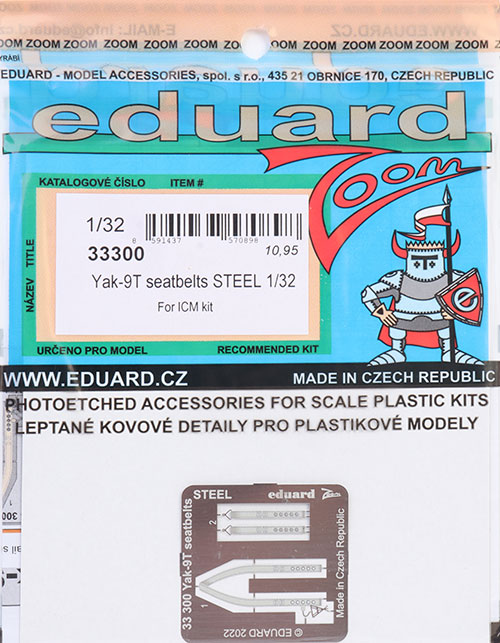 E-MAIL: info@eduard
EDUARD.CZ
OOM ZOOM ZOOM ZOOM ZOOM ZOOM ZOOM ZOOM ZOOM ZOOM
EDUARD - MODEL ACCESSORIES, spol. s r.o., 435 21 OBRNICE 170, CZECH REPUBLIC
eduard
Zoom
KATALOGOVÉ ČÍSLO ITEM #
1/32
8 591437 570898
33300 10,95
Yak-9T seatbelts STEEL 1/32
For ICM kit
NÁZEV TITLE
e
URČENO PRO MODEL RECOMMENDED KIT
WWW.EDUARD.CZ MADE IN CZECH REPUBLIC
PHOTOETCHED ACCESSORIES FOR SCALE PLASTIC KITS
LEPTANÉ KOVOVÉ DETAILY PRO PLASTIKOVÉ MODELY
STEEL eduard Zoom
33 300 Yak-9T seatbelts
2
1
Made in Czech Republic
© EDUARD 2022